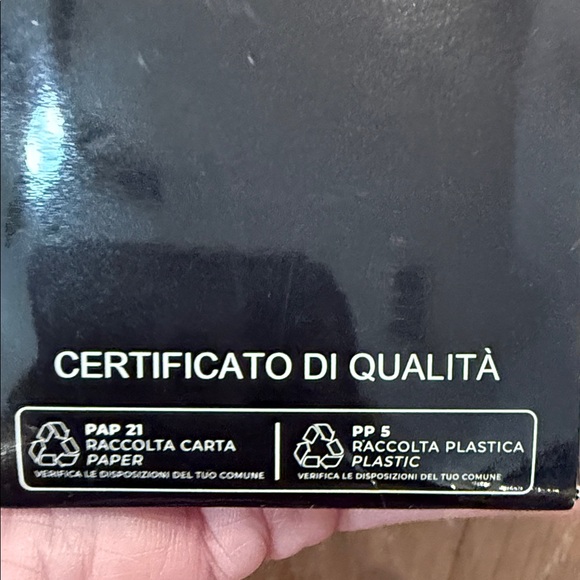 CERTIFICATO DI QUALITÀ
PAP 21
RACCOLTA CARTA
PAPER
VERIFICA LE DISPOSIZIONI DEL TUO COMUNE
PP 5
RACCOLTA PLASTICA
PLASTIC
VERIFICA LE DISPOSIZIONI DEL TUO COMUNE